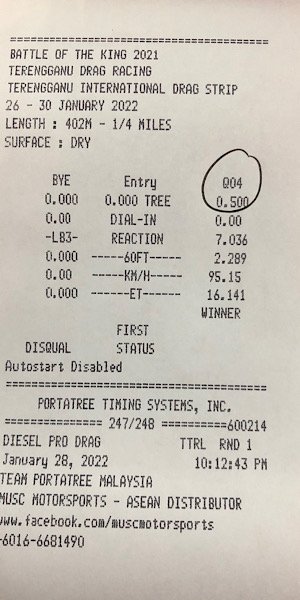 ==========================================
BATTLE OF THE KING 2021
TERENGGANU DRAG RACING
TERENGGANU INTERNATIONAL DRAG STRIP
26 - 30 JANUARY 2022
LENGTH : 402M - 1/4 MILES
SURFACE : DRY
BYE Entry Q04
0.000 0.000 TREE 0.500
0.00 DIAL-IN 0.00
-LB3- REACTION 7.036
0.000 ------60FT------ 2.289
0.00 ------KM/H------ 95.15
0.000 -------ET------- 16.141
WINNER
FIRST
DISQUAL STATUS
Autostart Disabled
==========================================
PORTATREE TIMING SYSTEMS, INC.
=============== 247/248 ==========600214
DIESEL PRO DRAG TTRL RND 1
January 28, 2022 10:12:43 PM
TEAM PORTATREE MALAYSIA
MUSC MOTORSPORTS - ASEAN DISTRIBUTOR
www.facebook.com/muscmotorsports
-6016-6681490